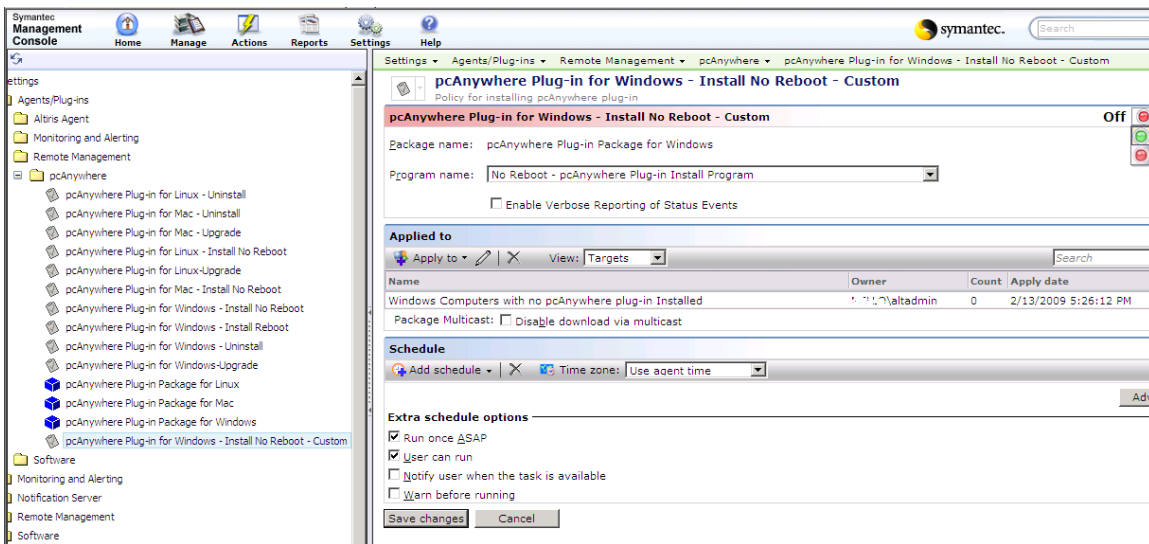 Symantec
Management
Console
Home Manage Actions Reports Settings Help
symantec.
Search
Settings Agents/Plug-ins Remote Management pcAnywhere pcAnywhere Plug-in for Windows - Install No Reboot - Custom
ettings
Agents/Plug-ins
Altiris Agent
Monitoring and Alerting
Remote Management
pcAnywhere
pcAnywhere Plug-in for Linux - Uninstall
pcAnywhere Plug-in for Mac - Uninstall
pcAnywhere Plug-in for Mac - Upgrade
pcAnywhere Plug-in for Linux - Install No Reboot
pcAnywhere Plug-in for Linux-Upgrade
pcAnywhere Plug-in for Mac - Install No Reboot
pcAnywhere Plug-in for Windows - Install No Reboot
pcAnywhere Plug-in for Windows - Install Reboot
pcAnywhere Plug-in for Windows - Uninstall
pcAnywhere Plug-in for Windows-Upgrade
pcAnywhere Plug-in Package for Linux
pcAnywhere Plug-in Package for Mac
pcAnywhere Plug-in Package for Windows
pcAnywhere Plug-in for Windows - Install No Reboot - Custom
Software
Monitoring and Alerting
Notification Server
Remote Management
Software
pcAnywhere Plug-in for Windows - Install No Reboot - Custom
Policy for installing pcAnywhere plug-in
pcAnywhere Plug-in for Windows - Install No Reboot - Custom Off
Package name: pcAnywhere Plug-in Package for Windows
Program name: No Reboot - pcAnywhere Plug-in Install Program
Enable Verbose Reporting of Status Events
Applied to
Apply to View: Targets Search
Name Owner Count Apply date
Windows Computers with no pcAnywhere plug-in Installed \altadmin 0 2/13/2009 5:26:12 PM
Package Multicast: Disable download via multicast
Schedule
Add schedule Time zone: Use agent time
Adv
Extra schedule options
Run once ASAP
User can run
Notify user when the task is available
Warn before running
Save changes Cancel